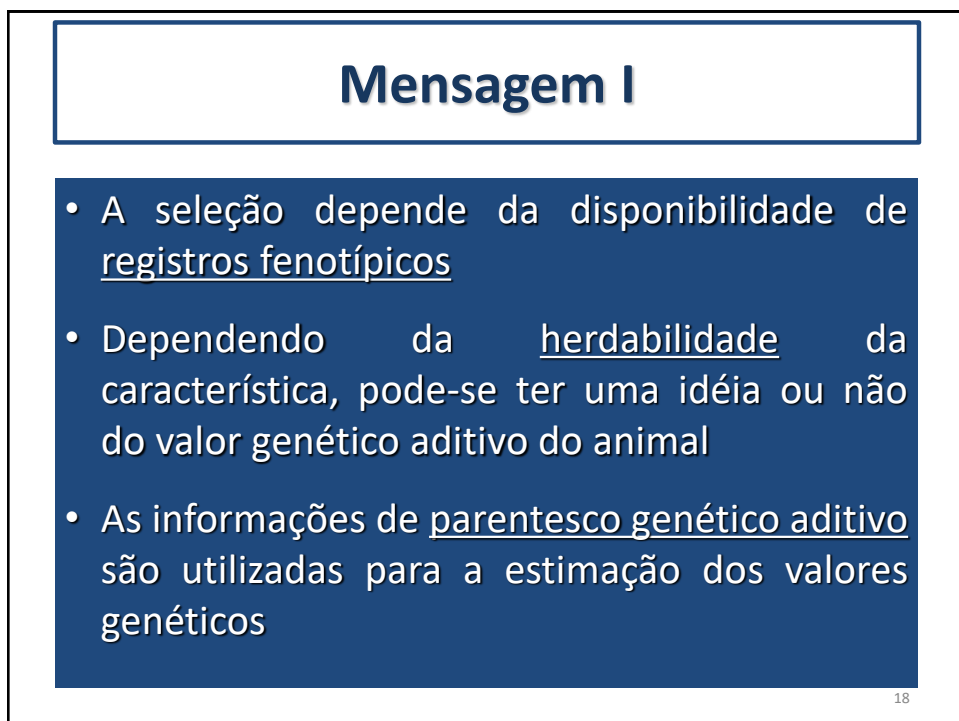 Mensagem I
• A seleção depende da disponibilidade de
registros fenotípicos
• Dependendo da herdabilidade da
característica, pode-se ter uma idéia ou não
do valor genético aditivo do animal
• As informações de parentesco genético aditivo
são utilizadas para a estimação dos valores
genéticos
18